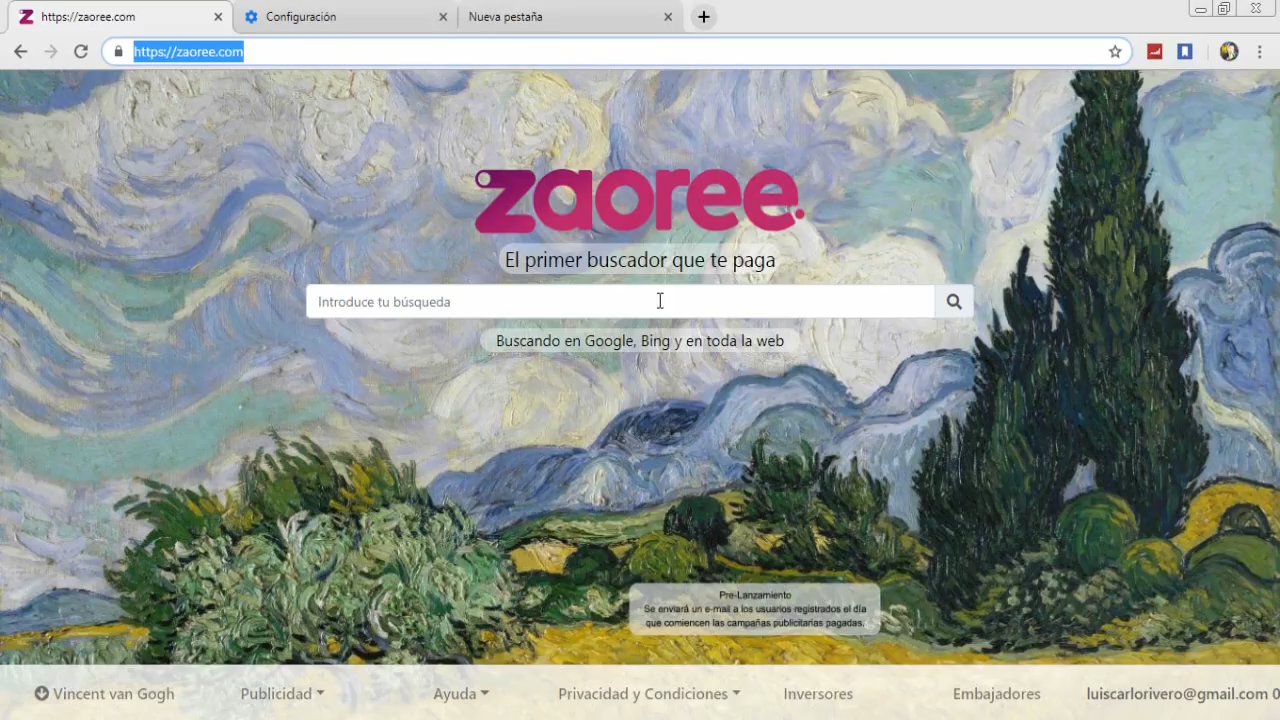 https://zaoree.com
Configuración
Nueva pestaña
https://zaoree.com
zaoree.
El primer buscador que te paga
Introduce tu búsqueda
Buscando en Google, Bing y en toda la web
Pre-Lanzamiento
Se enviará un e-mail a los usuarios registrados el día
que comiencen las campañas publicitarias pagadas.
Vincent van Gogh
Publicidad
Ayuda
Privacidad y Condiciones
Inversores
Embajadores
luiscarlorivero@gmail.com 0